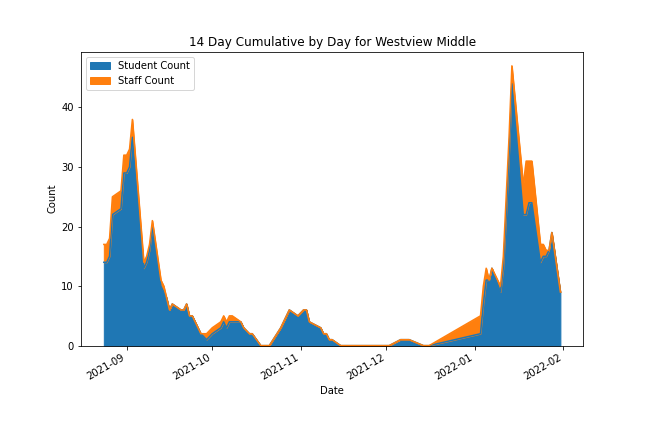 14 Day Cumulative by Day for Westview Middle
Student Count
Staff Count
40
30
20
10
0
Count
2021-09
2021-10
2021-11
2021-12
2022-01
2022-02
Date